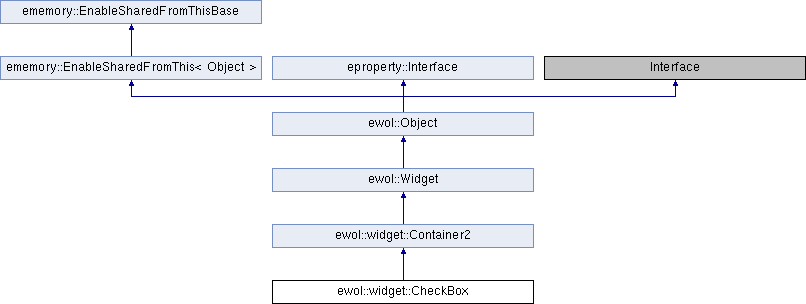 ememory::EnableSharedFromThisBase
ememory::EnableSharedFromThis< Object >
eproperty::Interface
Interface
ewol::Object
ewol::Widget
ewol::widget::Container2
ewol::widget::CheckBox